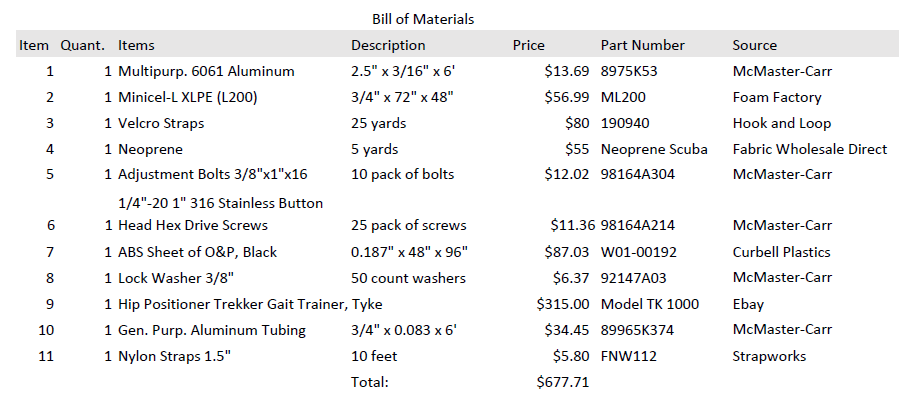 Bill of Materials
Item Quant. Items Description Price Part Number Source
1 1 Multipurp. 6061 Aluminum 2.5" x 3/16" x 6' $13.69 8975K53 McMaster-Carr
2 1 Minicel-L XLPE (L200) 3/4" x 72" x 48" $56.99 ML200 Foam Factory
3 1 Velcro Straps 25 yards $80 190940 Hook and Loop
4 1 Neoprene 5 yards $55 Neoprene Scuba Fabric Wholesale Direct
5 1 Adjustment Bolts 3/8"x1"x16 10 pack of bolts $12.02 98164A304 McMaster-Carr
1/4"-20 1" 316 Stainless Button
6 1 Head Hex Drive Screws 25 pack of screws $11.36 98164A214 McMaster-Carr
7 1 ABS Sheet of O&P, Black 0.187" x 48" x 96" $87.03 W01-00192 Curbell Plastics
8 1 Lock Washer 3/8" 50 count washers $6.37 92147A03 McMaster-Carr
9 1 Hip Positioner Trekker Gait Trainer, Tyke $315.00 Model TK 1000 Ebay
10 1 Gen. Purp. Aluminum Tubing 3/4" x 0.083 x 6' $34.45 89965K374 McMaster-Carr
11 1 Nylon Straps 1.5" 10 feet $5.80 FNW112 Strapworks
Total: $677.71